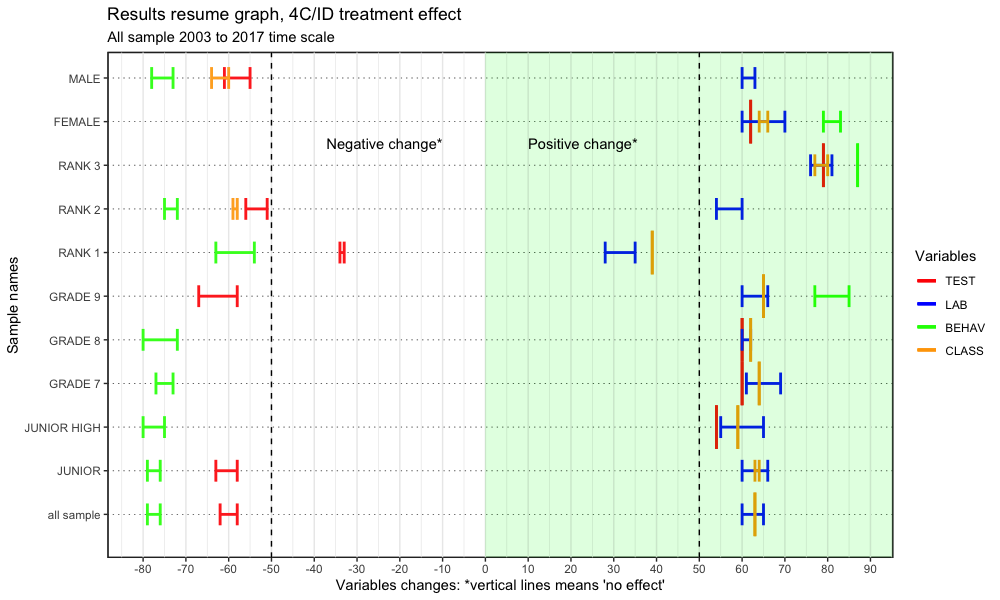 Results resume graph, 4C/ID treatment effect
All sample 2003 to 2017 time scale
Sample names
MALE
FEMALE
RANK 3
RANK 2
RANK 1
GRADE 9
GRADE 8
GRADE 7
JUNIOR HIGH
JUNIOR
all sample
Negative change*
Positive change*
-80 -70 -60 -50 -40 -30 -20 -10 0 10 20 30 40 50 60 70 80 90
Variables changes: *vertical lines means 'no effect'
Variables
TEST
LAB
BEHAV
CLASS